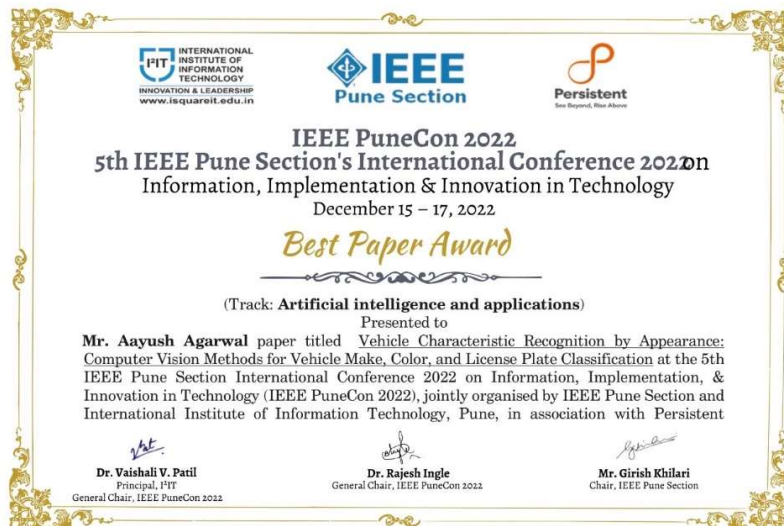 INTERNATIONAL
INSTITUTE OF
INFORMATION
TECHNOLOGY
I²IT
INNOVATION & LEADERSHIP
www.isquareit.edu.in
IEEE
Pune Section
Persistent
See Beyond, Rise Above
IEEE PuneCon 2022
5th IEEE Pune Section's International Conference 2022on
Information, Implementation & Innovation in Technology
December 15 – 17, 2022
Best Paper Award
(Track: Artificial intelligence and applications)
Presented to
Mr. Aayush Agarwal paper titled Vehicle Characteristic Recognition by Appearance:
Computer Vision Methods for Vehicle Make, Color, and License Plate Classification at the 5th
IEEE Pune Section International Conference 2022 on Information, Implementation, &
Innovation in Technology (IEEE PuneCon 2022), jointly organised by IEEE Pune Section and
International Institute of Information Technology, Pune, in association with Persistent
Dr. Vaishali V. Patil
Principal, I²IT
General Chair, IEEE PuneCon 2022
Dr. Rajesh Ingle
General Chair, IEEE PuneCon 2022
Mr. Girish Khilari
Chair, IEEE Pune Section